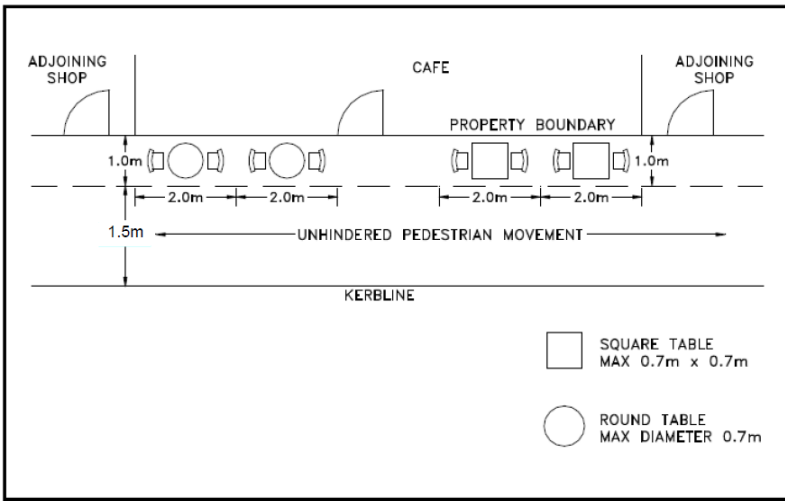 ADJOINING
SHOP
CAFE
ADJOINING
SHOP
PROPERTY BOUNDARY
1.0m
1.0m
2.0m
2.0m
2.0m
2.0m
1.5m
UNHINDERED PEDESTRIAN MOVEMENT
KERBLINE
SQUARE TABLE
MAX 0.7m x 0.7m
ROUND TABLE
MAX DIAMETER 0.7m